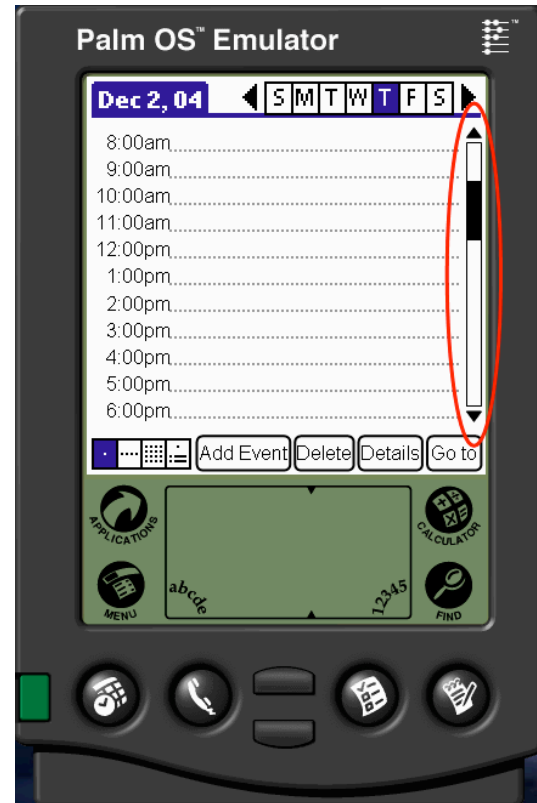 Palm OS™ Emulator
™
Dec 2, 04 S M T W T F S
8:00am
9:00am
10:00am
11:00am
12:00pm
1:00pm
2:00pm
3:00pm
4:00pm
5:00pm
6:00pm
Add Event Delete Details Go to
APPLICATIONS
CALCULATOR
MENU
abcde
12345
FIND